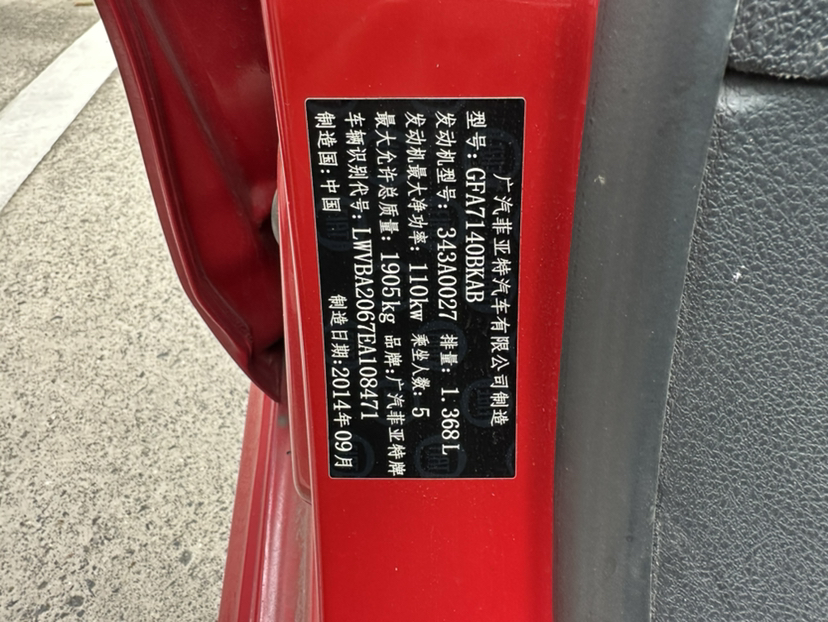 广汽菲亚特汽车有限公司制造
型号: GFA7140BKAB
发动机型号: 343A0027 排量: 1.368L
发动机最大净功率: 110kw 乘坐人数: 5
最大允许总质量: 1905kg 品牌:广汽菲亚特牌
车辆识别代号: LWVBA2067EA108471
制造国: 中国 制造日期:2014年09月